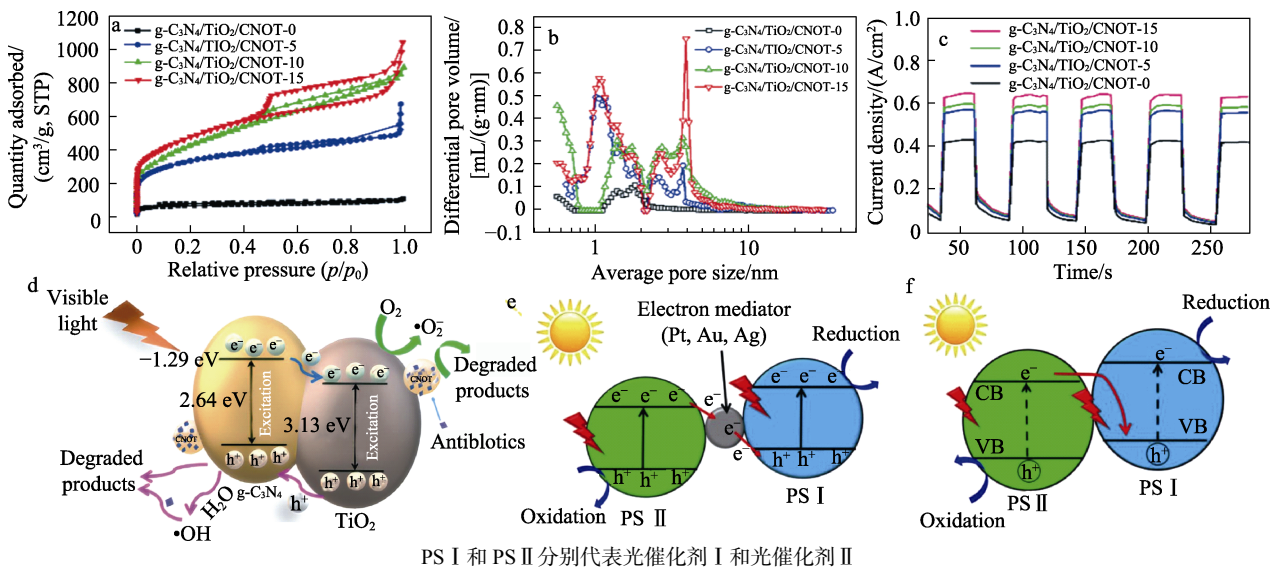 a
Quantity adsorbed/
(cm³/g, STP)
1200
1000
800
600
400
200
0
g-C₃N₄/TiO₂/CNOT-0
g-C₃N₄/TIO₂/CNOT-5
g-C₃N₄/TiO₂/CNOT-10
g-C₃N₄/TiO₂/CNOT-15
0 0.2 0.4 0.6 0.8 1.0
Relative pressure (p/p₀)
b
Differential pore volume/
[mL/(g·nm)]
0.8
0.7
0.6
0.5
0.4
0.3
0.2
0.1
0
−0.1
g-C₃N₄/TiO₂/CNOT-0
g-C₃N₄/TIO₂/CNOT-5
g-C₃N₄/TiO₂/CNOT-10
g-C₃N₄/TiO₂/CNOT-15
1 10
Average pore size/nm
c
Current density/(A/cm²)
1.0
0.8
0.6
0.4
0.2
0
g-C₃N₄/TiO₂/CNOT-15
g-C₃N₄/TiO₂/CNOT-10
g-C₃N₄/TIO₂/CNOT-5
g-C₃N₄/TiO₂/CNOT-0
50 100 150 200 250
Time/s
d
Visible
light
−1.29 eV
2.64 eV
Excitation
e⁻ e⁻ e⁻
e⁻
e⁻ e⁻ e⁻
3.13 eV
Excitation
O₂
•O₂⁻
CNOT
Degraded
products
Antiblotics
CNOT
h⁺ h⁺ h⁺
g-C₃N₄
h⁺ h⁺ h⁺
h⁺
TiO₂
Degraded
products
H₂O
•OH
e
Electron mediator
(Pt, Au, Ag)
Reduction
e⁻ e⁻ e⁻ e⁻
e⁻
e⁻
e⁻
e⁻ e⁻ e⁻
h⁺ h⁺ h⁺
h⁺ h⁺ h⁺
Oxidation
PS Ⅱ
PS Ⅰ
f
Reduction
CB
e⁻
VB
h⁺
e⁻
CB
VB
h⁺
Oxidation
PS Ⅱ
PS Ⅰ
PS Ⅰ 和 PS Ⅱ 分别代表光催化剂 Ⅰ 和光催化剂 Ⅱ